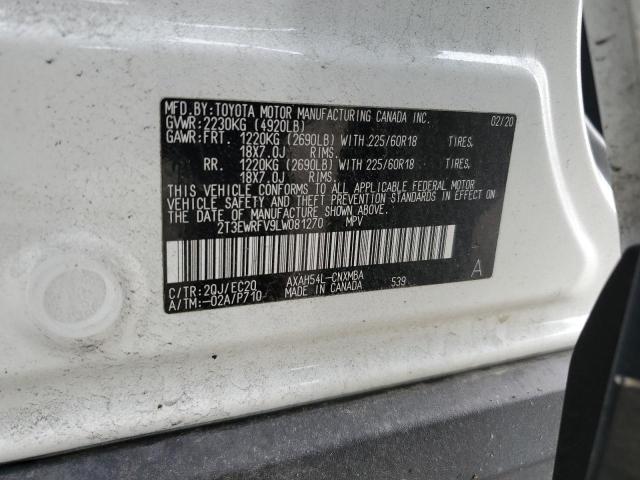 MFD.BY:TOYOTA MOTOR MANUFACTURING CANADA INC. 02/20
GVWR:2230KG (4920LB)
GAWR:FRT. 1220KG (2690LB) WITH 225/60R18 TIRES,
18X7.0J RIMS.
RR. 1220KG (2690LB) WITH 225/60R18 TIRES,
18X7.0J RIMS.
THIS VEHICLE CONFORMS TO ALL APPLICABLE FEDERAL MOTOR
VEHICLE SAFETY AND THEFT PREVENTION STANDARDS IN EFFECT
ON THE DATE OF MANUFACTURE SHOWN ABOVE.
2T3EWRFV9LW081270 MPV
C/TR:2QJ/EC20 AXAH54L-CNXMBA A
A/TM:-02A/P710 MADE IN CANADA 539